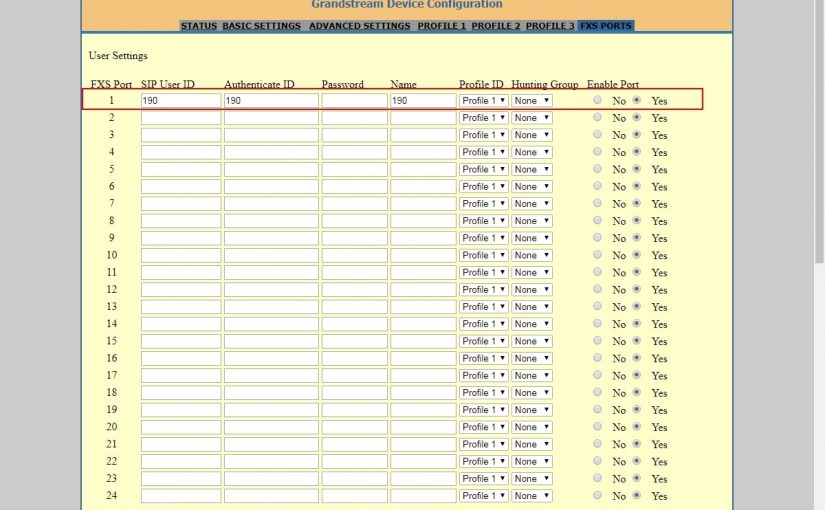 Grandstream Device Configuration
STATUS BASIC SETTINGS ADVANCED SETTINGS PROFILE 1 PROFILE 2 PROFILE 3 FXS PORTS
User Settings
FXS Port SIP User ID Authenticate ID Password Name Profile ID Hunting Group Enable Port
1 190 190 190 Profile 1 None No Yes
2 Profile 1 None No Yes
3 Profile 1 None No Yes
4 Profile 1 None No Yes
5 Profile 1 None No Yes
6 Profile 1 None No Yes
7 Profile 1 None No Yes
8 Profile 1 None No Yes
9 Profile 1 None No Yes
10 Profile 1 None No Yes
11 Profile 1 None No Yes
12 Profile 1 None No Yes
13 Profile 1 None No Yes
14 Profile 1 None No Yes
15 Profile 1 None No Yes
16 Profile 1 None No Yes
17 Profile 1 None No Yes
18 Profile 1 None No Yes
19 Profile 1 None No Yes
20 Profile 1 None No Yes
21 Profile 1 None No Yes
22 Profile 1 None No Yes
23 Profile 1 None No Yes
24 Profile 1 None No Yes